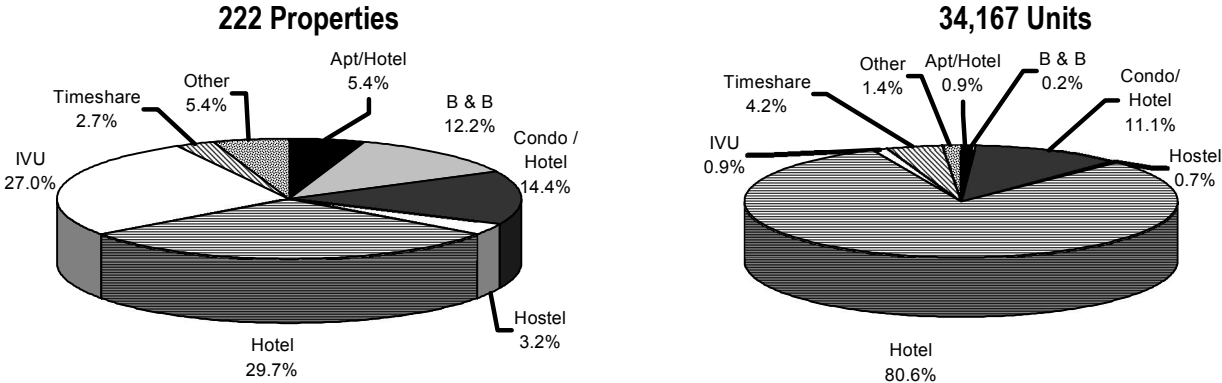 222 Properties
Apt/Hotel
5.4%
Other
5.4%
Timeshare
2.7%
B & B
12.2%
IVU
27.0%
Condo /
Hotel
14.4%
Hostel
3.2%
Hotel
29.7%
34,167 Units
Other
1.4%
Apt/Hotel
0.9%
B & B
0.2%
Timeshare
4.2%
Condo/
Hotel
11.1%
IVU
0.9%
Hostel
0.7%
Hotel
80.6%